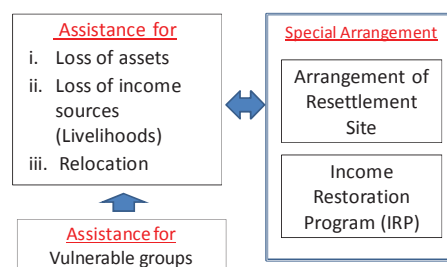 Assistance for
i. Loss of assets
ii. Loss of income
sources
(Livelihoods)
iii. Relocation
Assistance for
Vulnerable groups
Special Arrangement
Arrangement of
Resettlement
Site
Income
Restoration
Program (IRP)